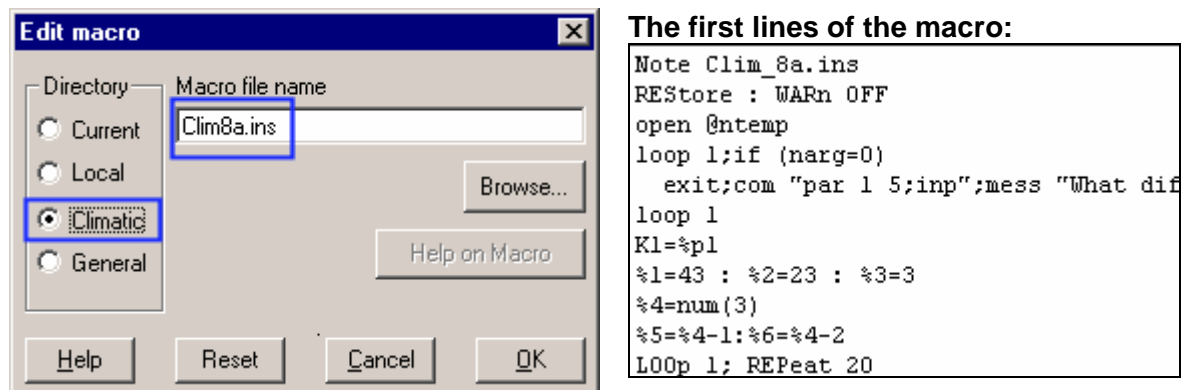 Edit macro
Directory
Current
Local
Climatic
General
Macro file name
Clim8a.ins
Browse...
Help on Macro
Help
Reset
Cancel
OK
The first lines of the macro:
Note Clim_8a.ins
REStore : WARn OFF
open @ntemp
loop 1;if (narg=0)
exit;com "par 1 5;inp";mess "What dif
loop 1
K1=%p1
%1=43 : %2=23 : %3=3
%4=num(3)
%5=%4-1:%6=%4-2
LOOp 1; REPeat 20